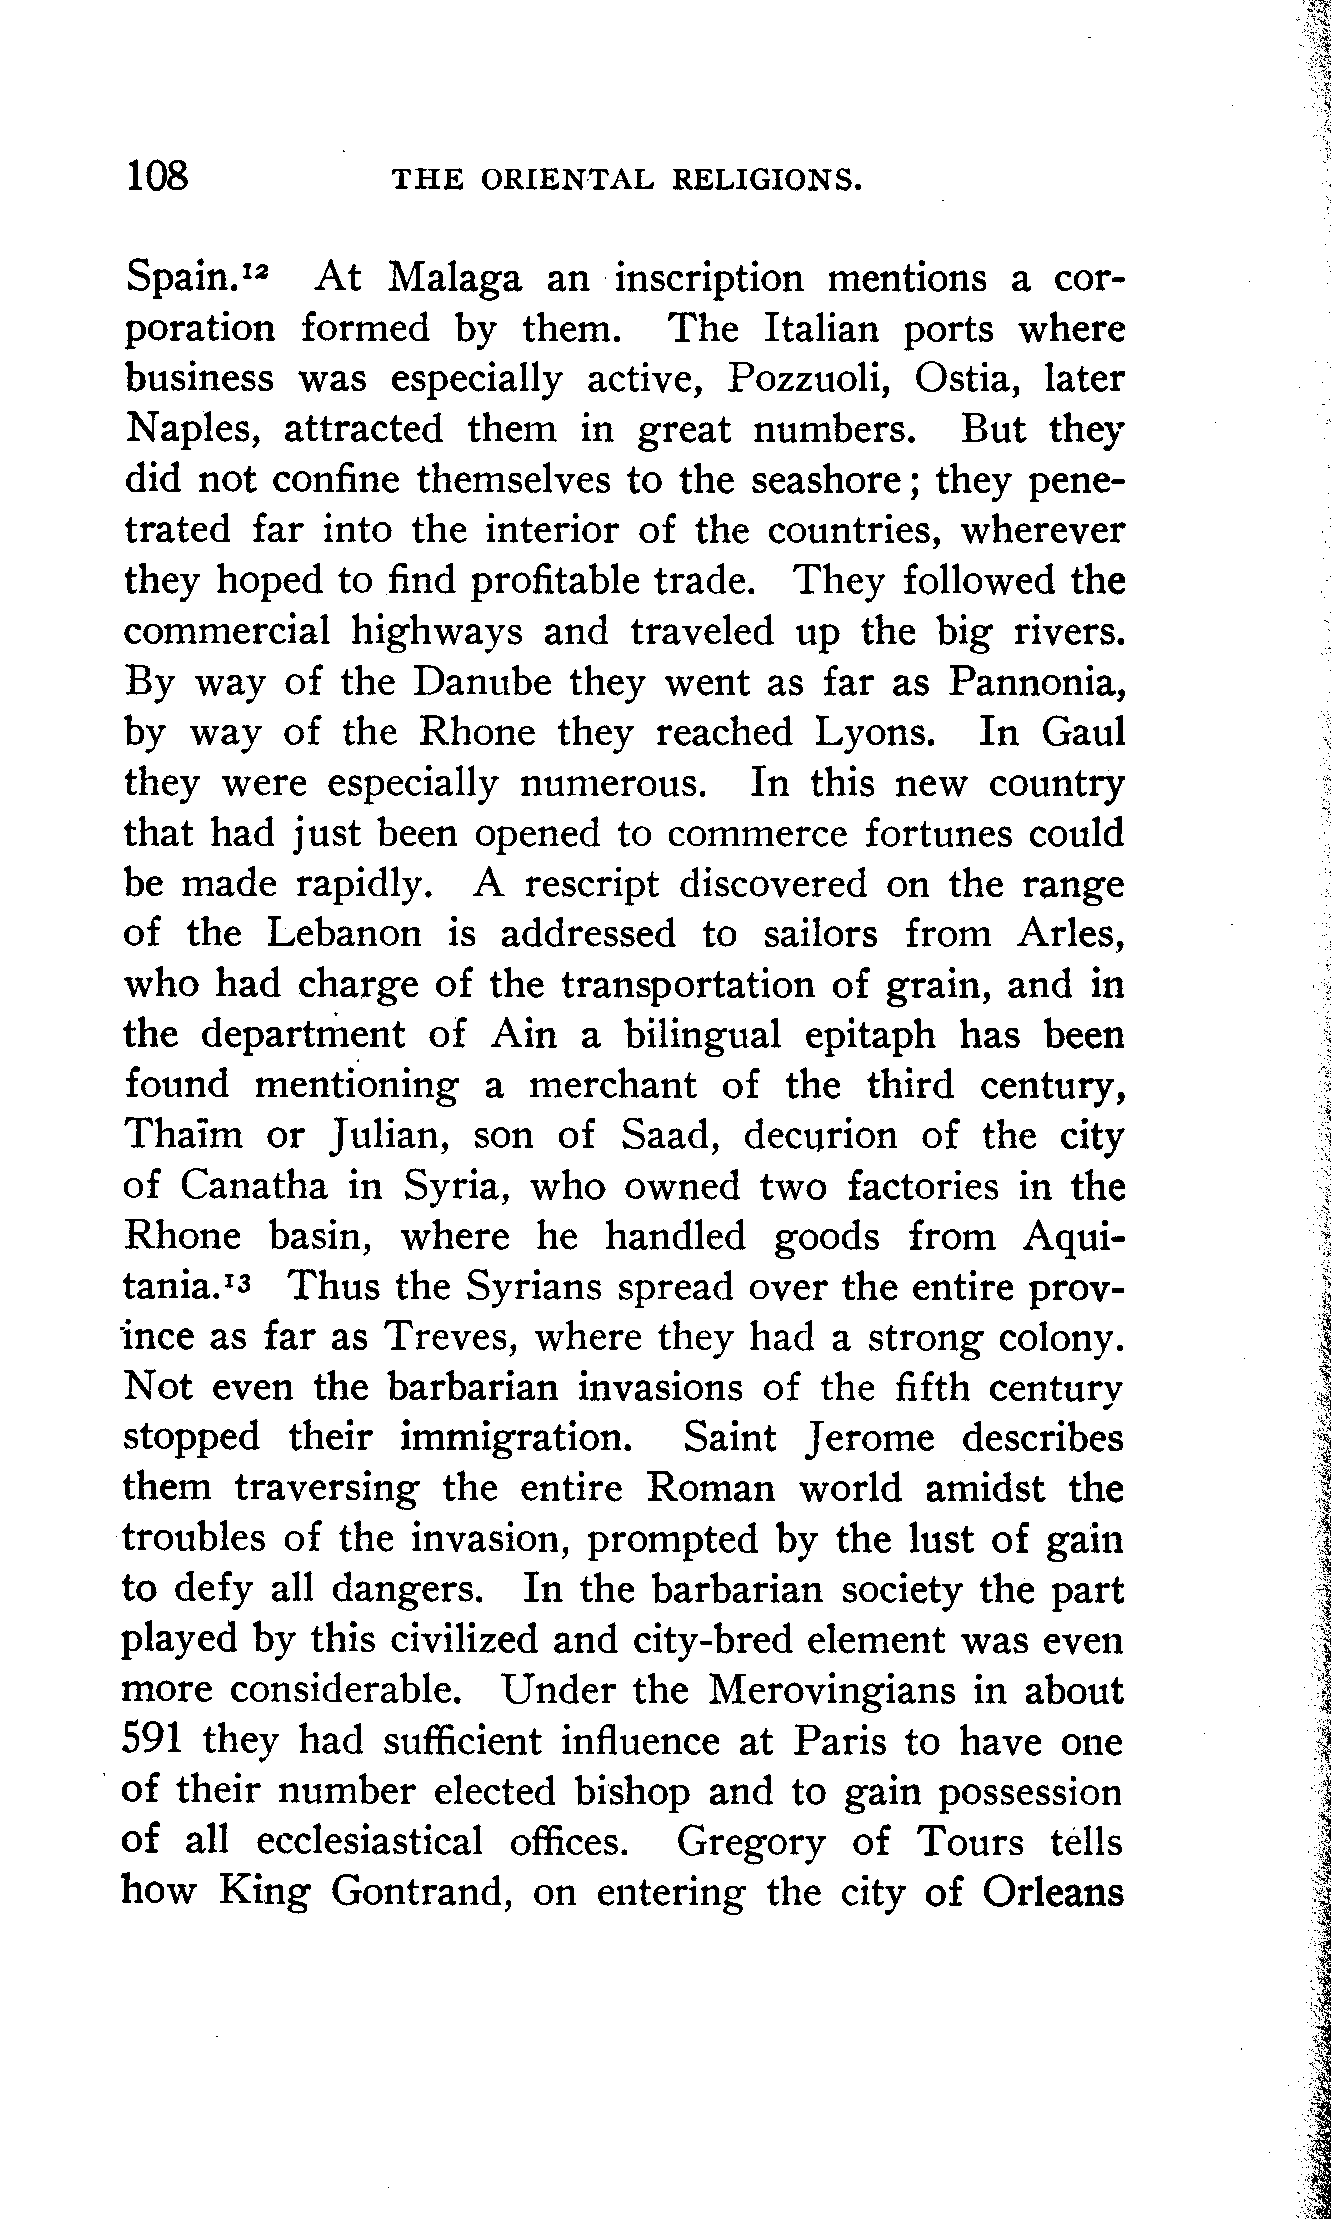 108 THE ORIENTAL RELIGIONS.
Spain.¹² At Malaga an inscription mentions a cor-
poration formed by them. The Italian ports where
business was especially active, Pozzuoli, Ostia, later
Naples, attracted them in great numbers. But they
did not confine themselves to the seashore; they pene-
trated far into the interior of the countries, wherever
they hoped to find profitable trade. They followed the
commercial highways and traveled up the big rivers.
By way of the Danube they went as far as Pannonia,
by way of the Rhone they reached Lyons. In Gaul
they were especially numerous. In this new country
that had just been opened to commerce fortunes could
be made rapidly. A rescript discovered on the range
of the Lebanon is addressed to sailors from Arles,
who had charge of the transportation of grain, and in
the department of Ain a bilingual epitaph has been
found mentioning a merchant of the third century,
Thaïm or Julian, son of Saad, decurion of the city
of Canatha in Syria, who owned two factories in the
Rhone basin, where he handled goods from Aqui-
tania.¹³ Thus the Syrians spread over the entire prov-
ince as far as Treves, where they had a strong colony.
Not even the barbarian invasions of the fifth century
stopped their immigration. Saint Jerome describes
them traversing the entire Roman world amidst the
troubles of the invasion, prompted by the lust of gain
to defy all dangers. In the barbarian society the part
played by this civilized and city-bred element was even
more considerable. Under the Merovingians in about
591 they had sufficient influence at Paris to have one
of their number elected bishop and to gain possession
of all ecclesiastical offices. Gregory of Tours tells
how King Gontrand, on entering the city of Orleans